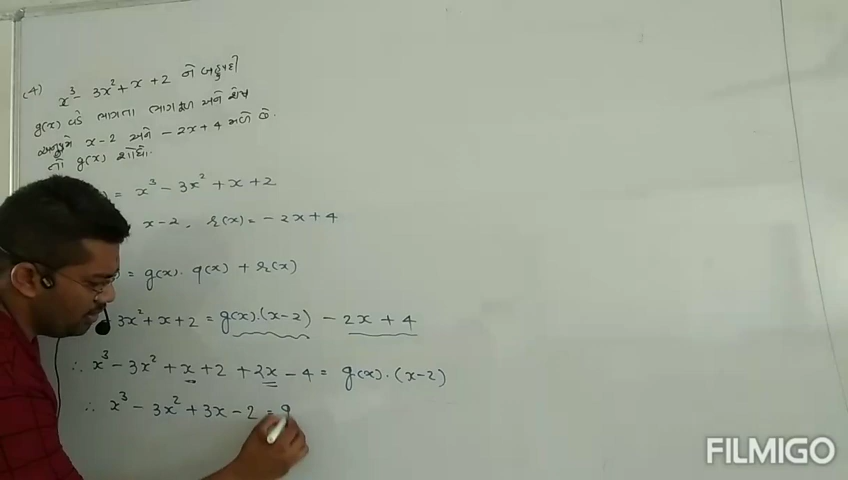 (4) x³ - 3x² + x + 2 ને બહુપદી
g(x) વડે ભાગતા ભાગફળ અને શેષ
અનુક્રમે x-2 અને -2x+4 મળે છે.
તો g(x) શોધો.
= x³ - 3x² + x + 2
x-2, r(x) = -2x+4
= g(x). q(x) + r(x)
3x² + x + 2 = g(x).(x-2) - 2x + 4
∴ x³ - 3x² + x + 2 + 2x - 4 = g(x).(x-2)
∴ x³ - 3x² + 3x - 2 = g
FILMIGO